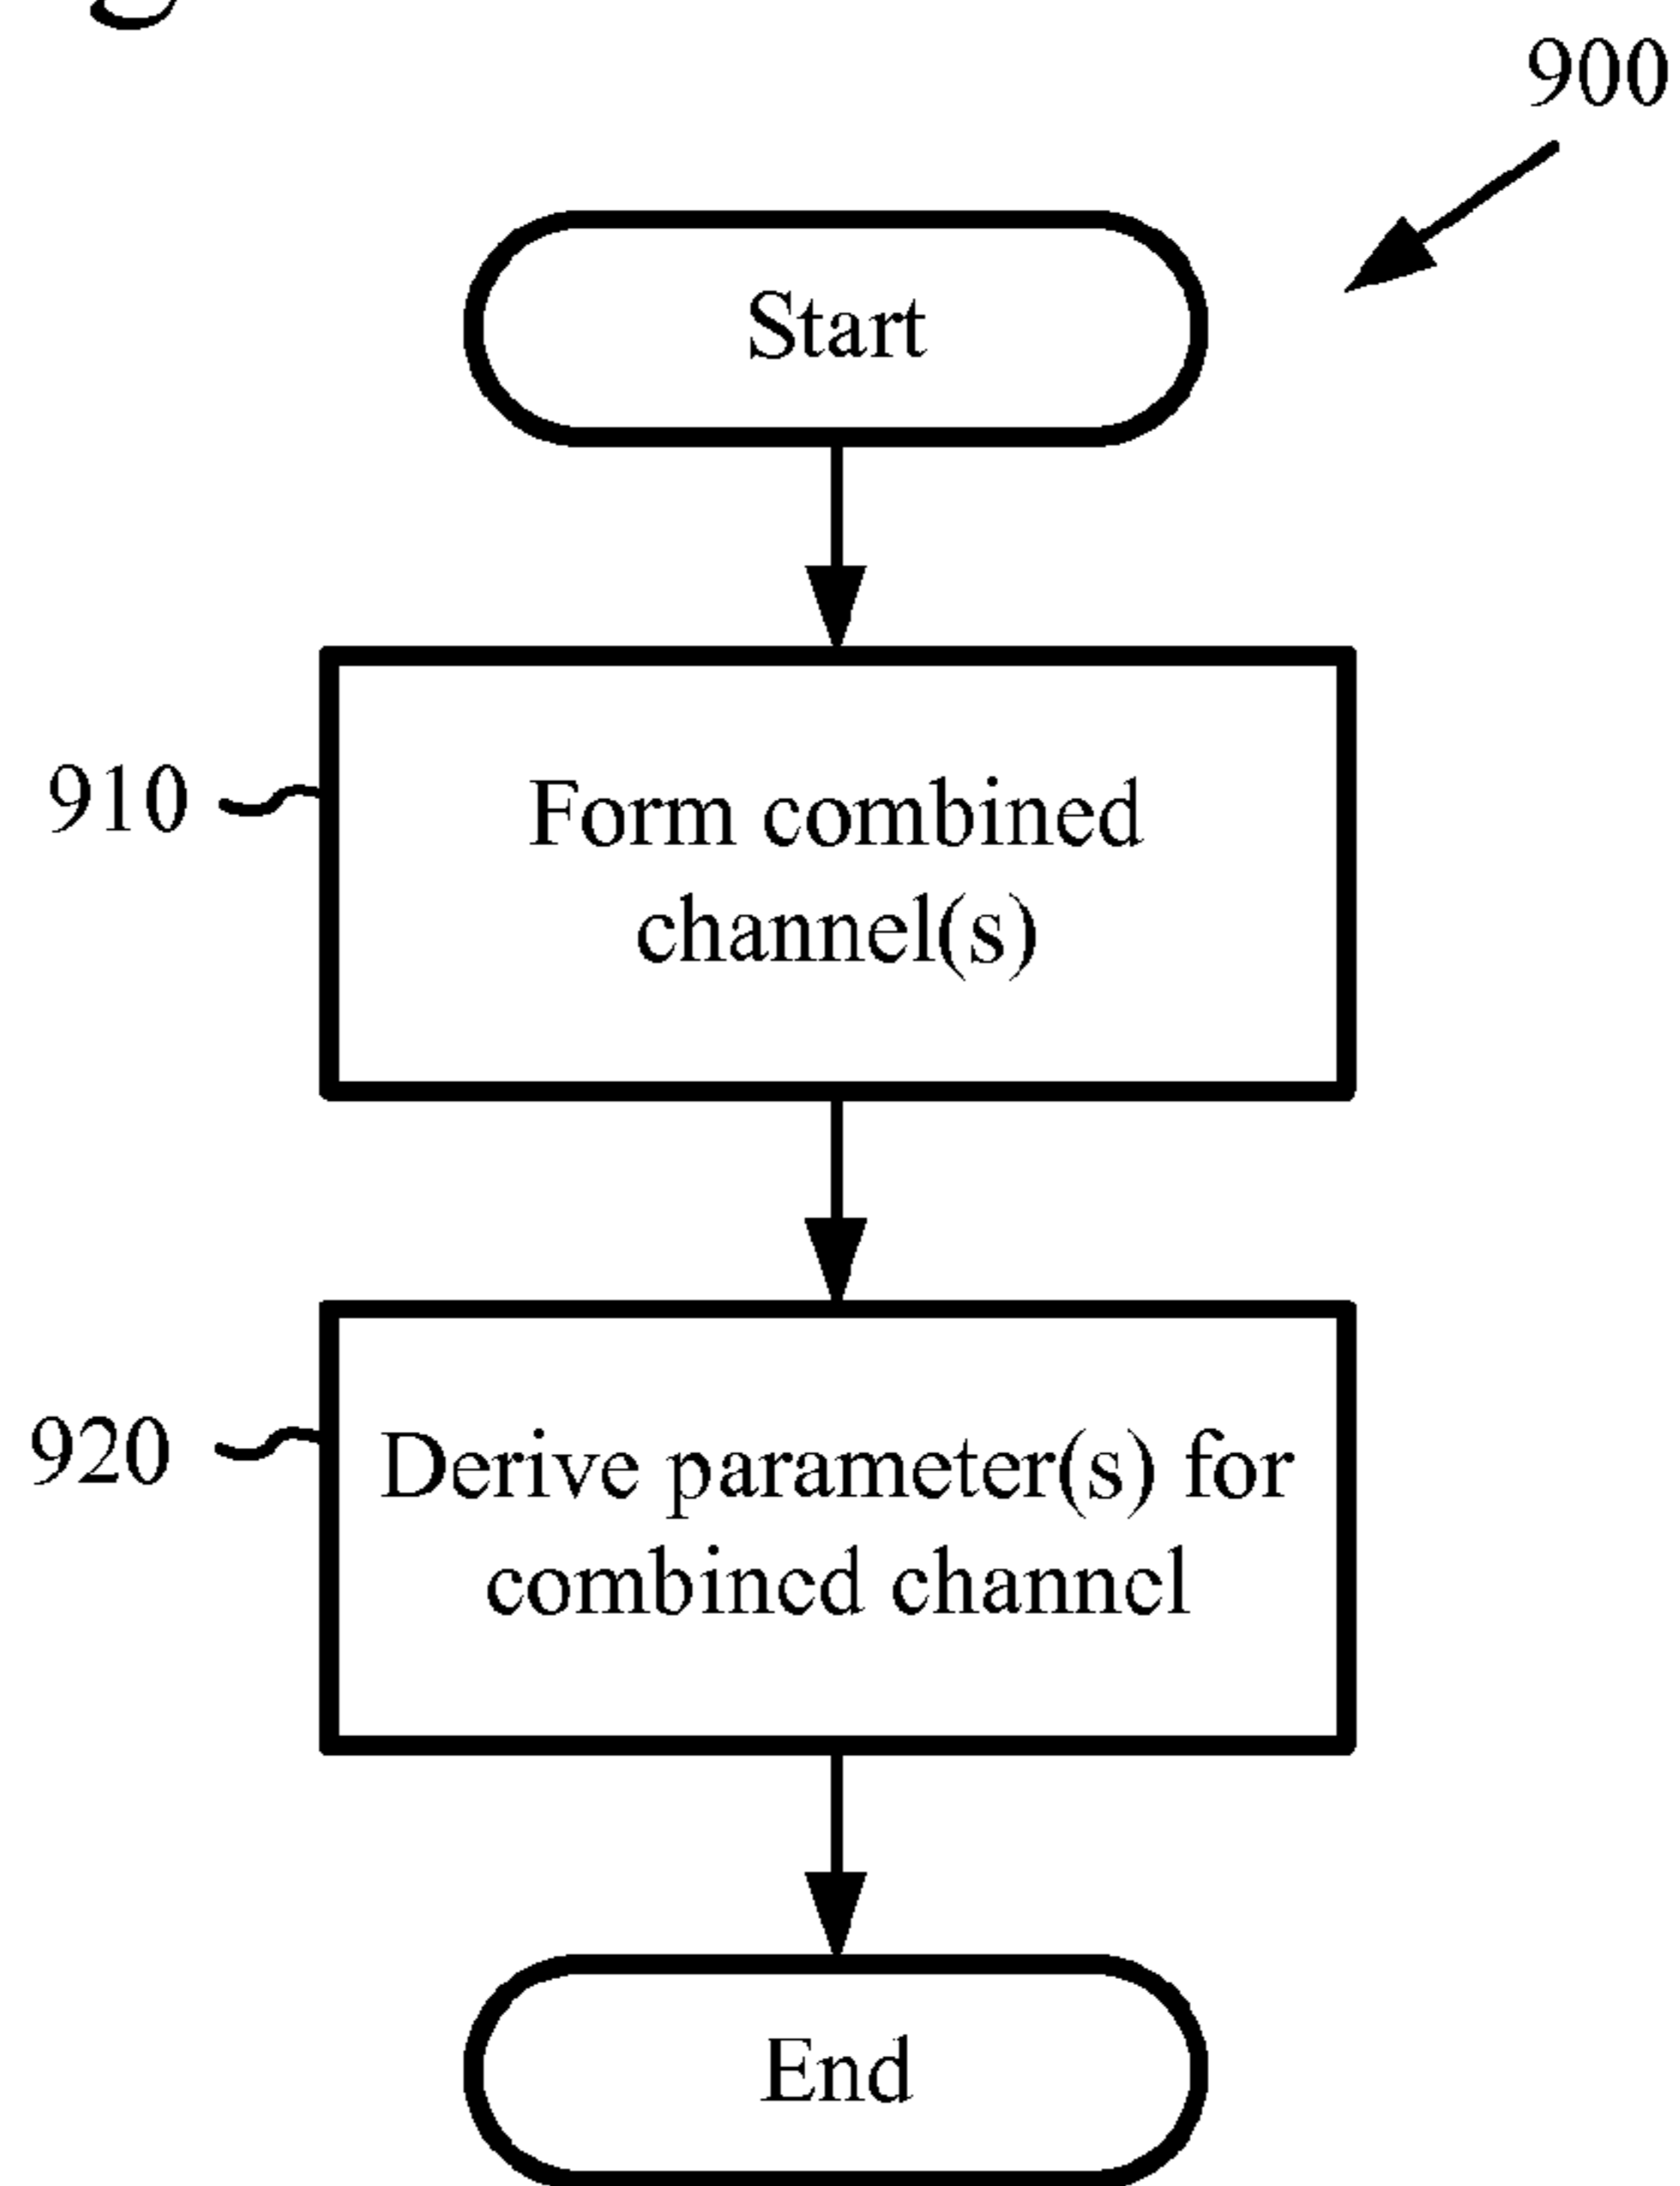 900
Start
910
Form combined
channel(s)
920
Derive parameter(s) for
combined channel
End